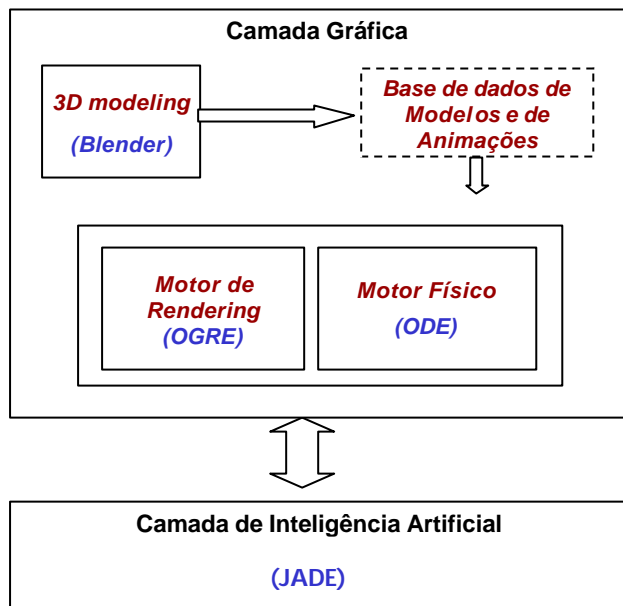 Camada Gráfica
3D modeling
(Blender)
Base de dados de
Modelos e de
Animações
Motor de
Rendering
(OGRE)
Motor Físico
(ODE)
Camada de Inteligência Artificial
(JADE)